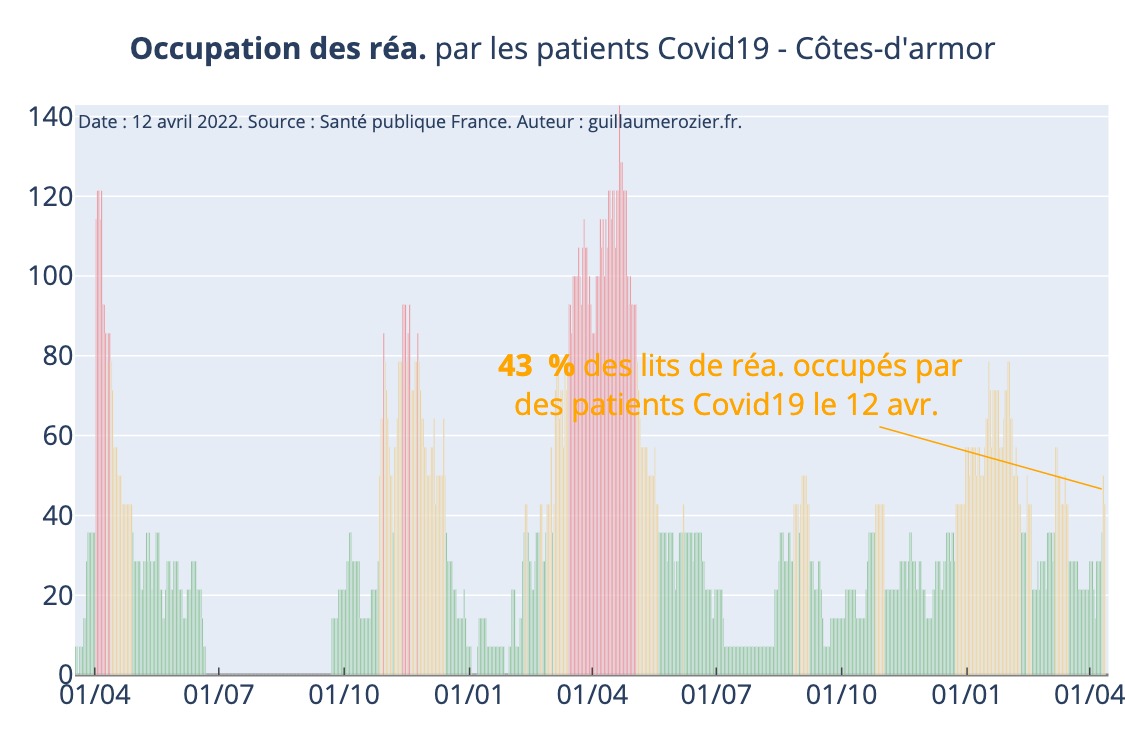 Occupation des réa. par les patients Covid19 - Côtes-d'armor
140
Date : 12 avril 2022. Source : Santé publique France. Auteur : guillaumerozier.fr.
120
100
80
43 % des lits de réa. occupés par
des patients Covid19 le 12 avr.
60
40
20
0
01/04 01/07 01/10 01/01 01/04 01/07 01/10 01/01 01/04